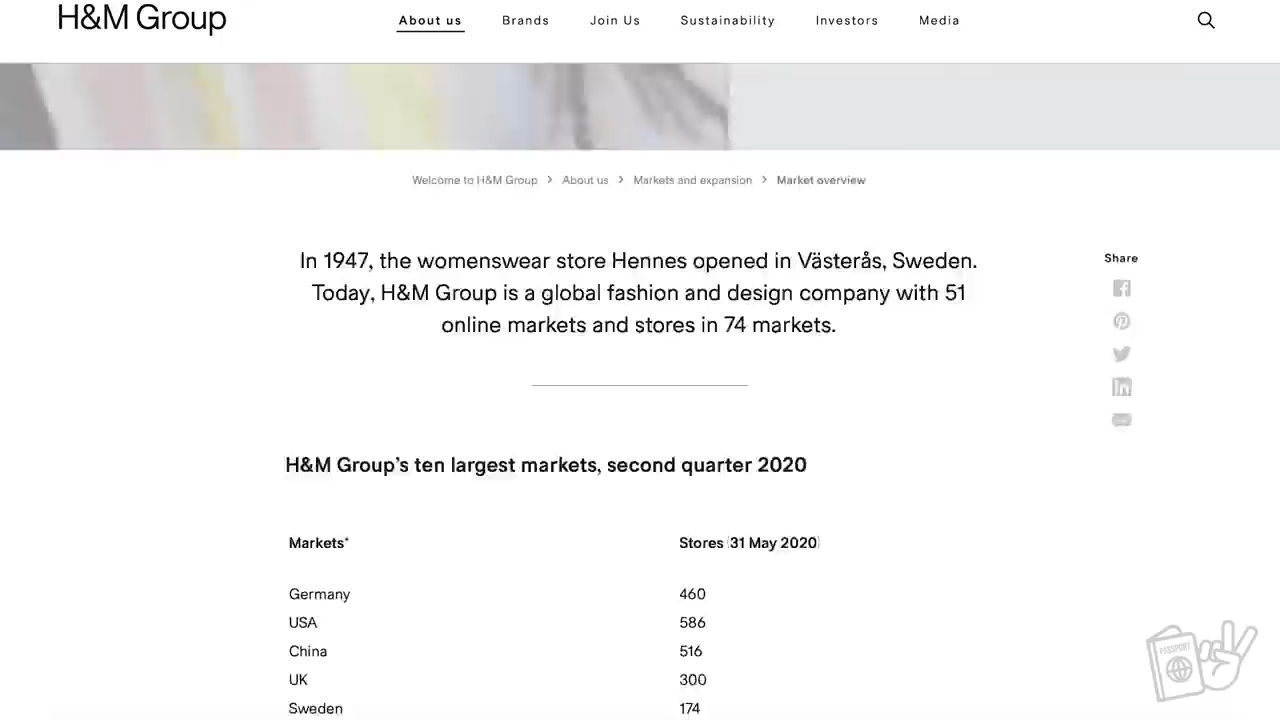 H&M Group
About us Brands Join Us Sustainability Investors Media
Welcome to H&M Group > About us > Markets and expansion > Market overview
In 1947, the womenswear store Hennes opened in Västerås, Sweden.
Today, H&M Group is a global fashion and design company with 51
online markets and stores in 74 markets.
Share
H&M Group's ten largest markets, second quarter 2020
Markets* Stores (31 May 2020)
Germany 460
USA 586
China 516
UK 300
Sweden 174
PASSPORT